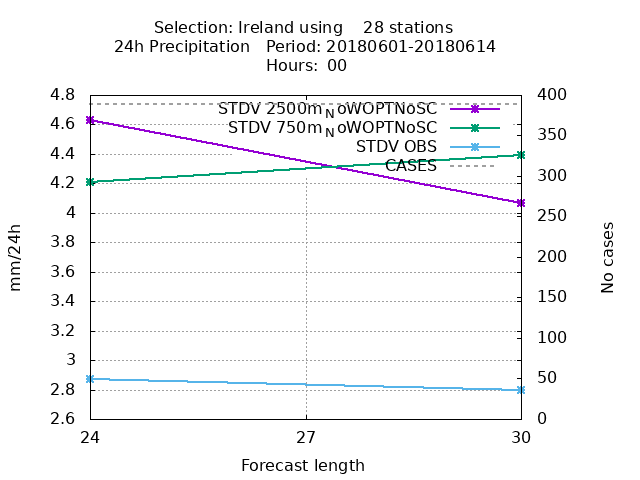 Selection: Ireland using 28 stations
24h Precipitation Period: 20180601-20180614
Hours: 00
STDV 2500m_NoWOPTNoSC
STDV 750m_NoWOPTNoSC
STDV OBS
CASES
4.8
4.6
4.4
4.2
4
3.8
3.6
3.4
3.2
3
2.8
2.6
mm/24h
400
350
300
250
200
150
100
50
0
No cases
24 27 30
Forecast length